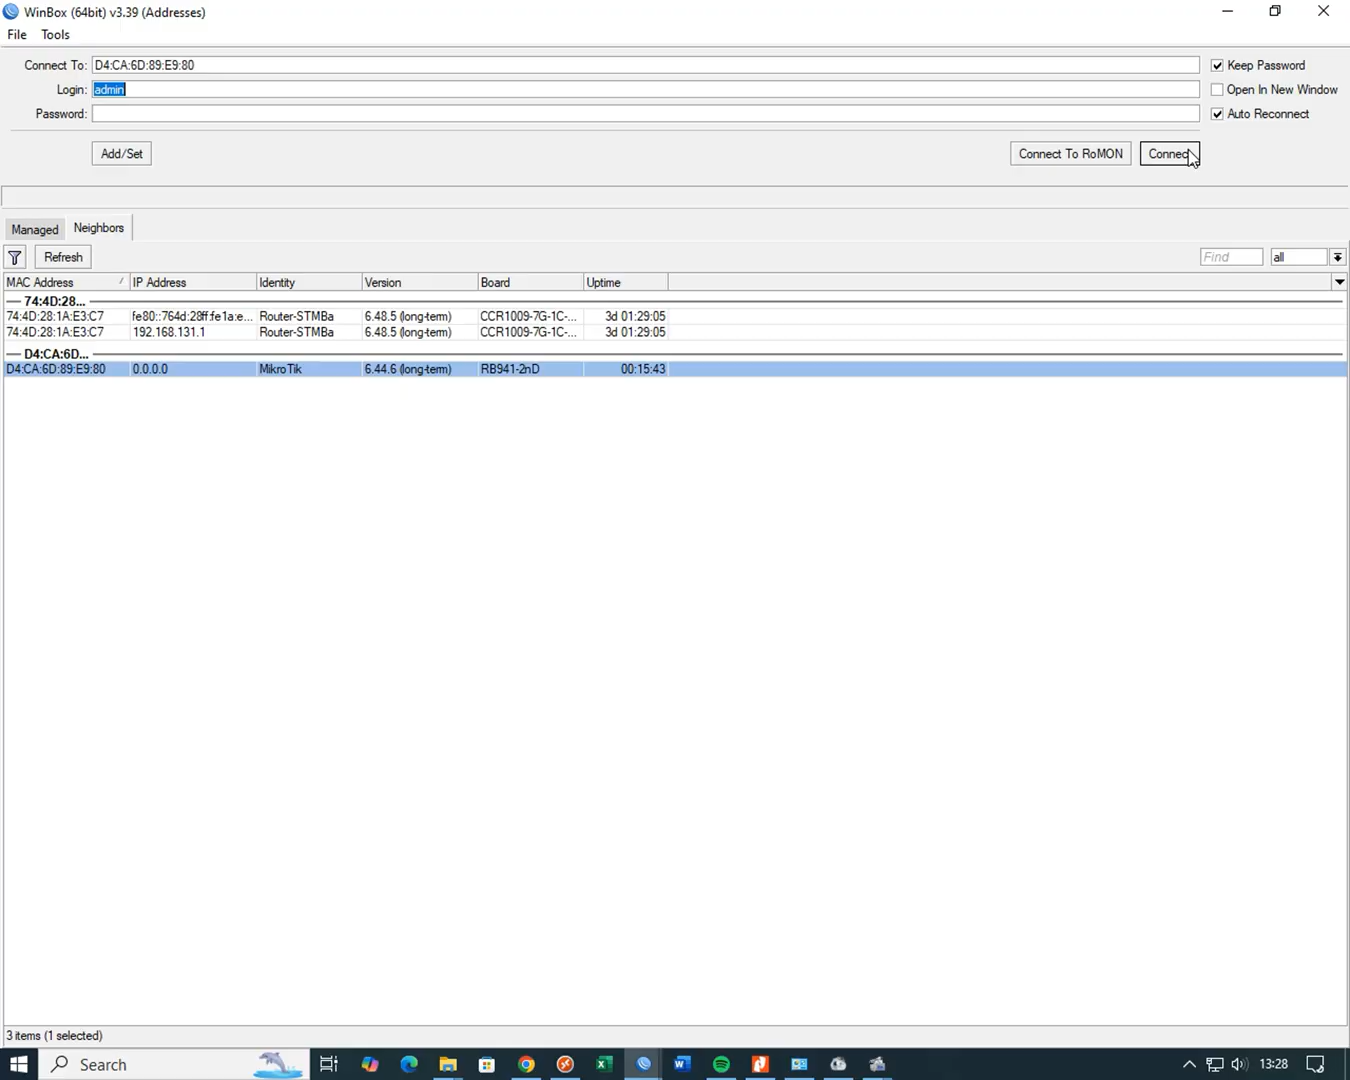 WinBox (64bit) v3.39 (Addresses)
File Tools
Connect To: D4:CA:6D:89:E9:80 Keep Password
Login: admin Open In New Window
Password: Auto Reconnect
Add/Set Connect To RoMON Connect
Managed Neighbors
Refresh Find all
MAC Address IP Address Identity Version Board Uptime
74:4D:28...
74:4D:28:1A:E3:C7 fe80::764d:28ff:fe1a:e... Router-STMBa 6.48.5 (long-term) CCR1009-7G-1C-... 3d 01:29:05
74:4D:28:1A:E3:C7 192.168.131.1 Router-STMBa 6.48.5 (long-term) CCR1009-7G-1C-... 3d 01:29:05
D4:CA:6D...
D4:CA:6D:89:E9:80 0.0.0.0 MikroTik 6.44.6 (long-term) RB941-2nD 00:15:43
3 items (1 selected)
Search 13:28